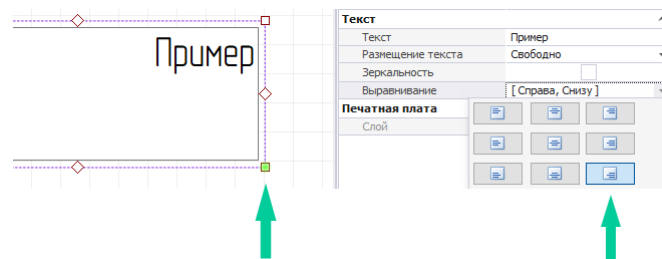 Пример
Текст
Текст Пример
Размещение текста Свободно
Зеркальность
Выравнивание [ Справа, Снизу ]
Печатная плата
Слой